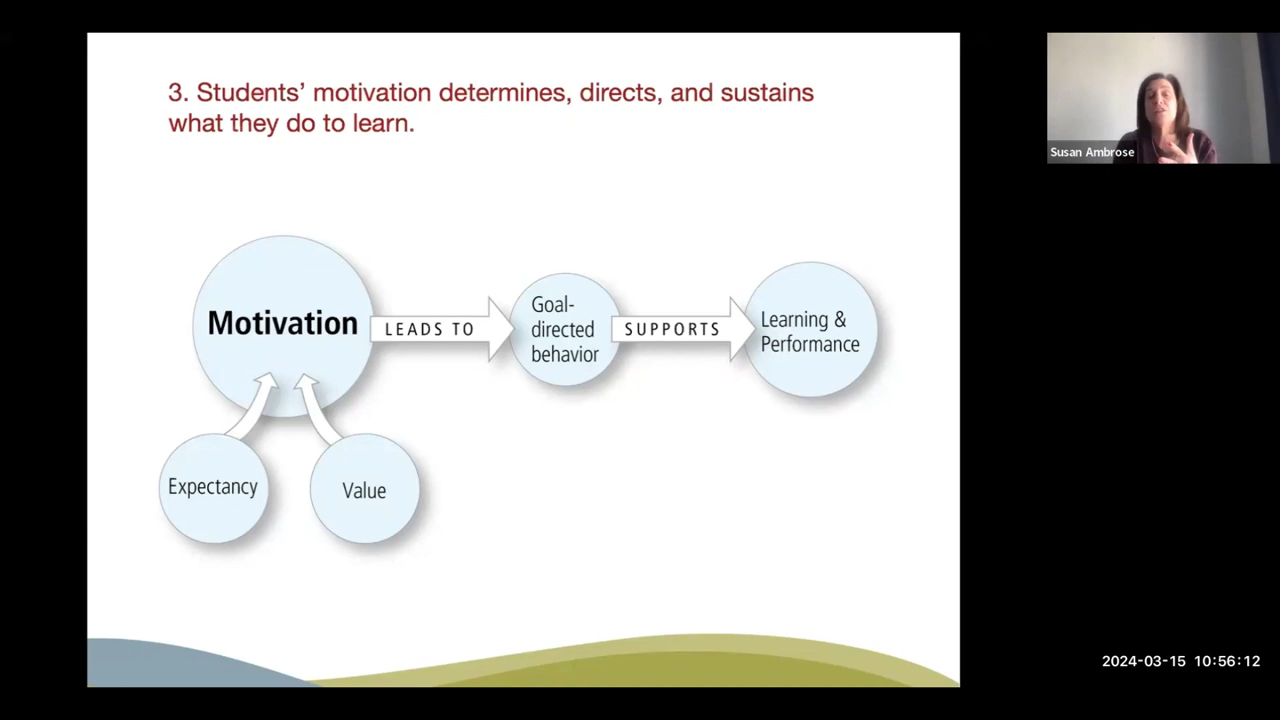 3. Students’ motivation determines, directs, and sustains
what they do to learn.
Susan Ambrose
Motivation
LEADS TO
Goal-
directed
behavior
SUPPORTS
Learning &
Performance
Expectancy
Value
2024-03-15 10:56:12